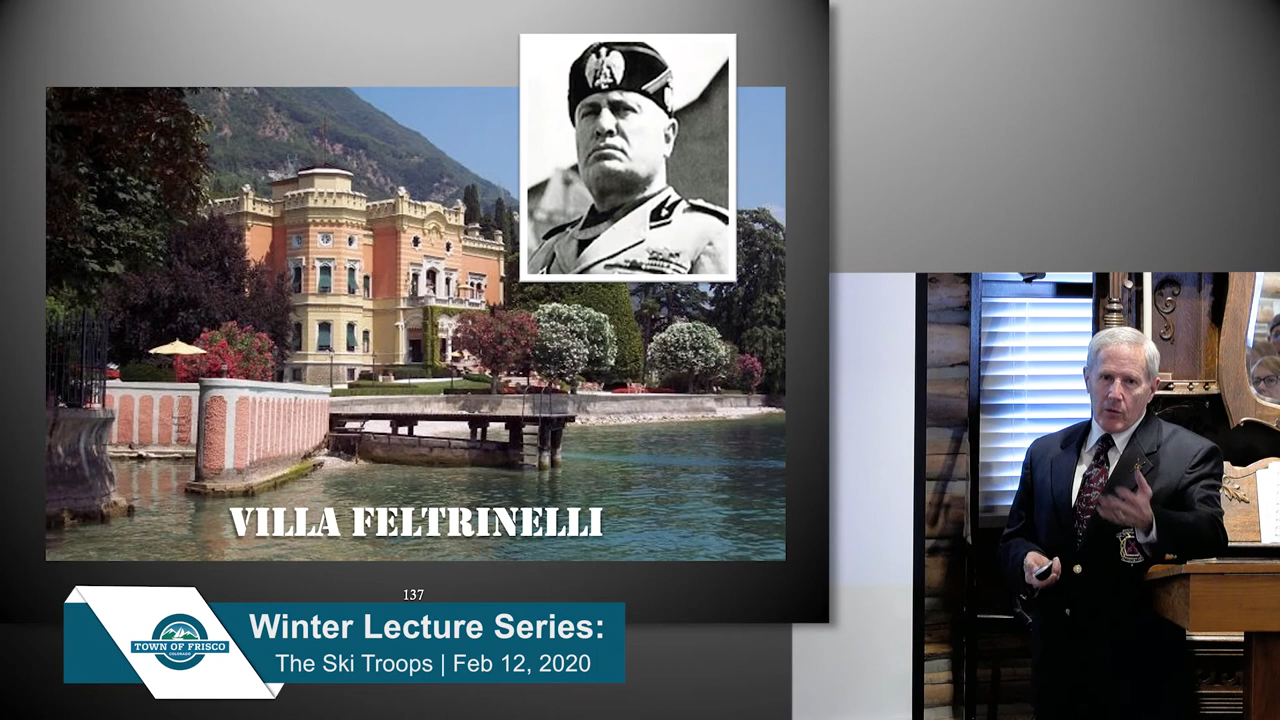 VILLA FELTRINELLI
137
Winter Lecture Series:
TOWN OF FRISCO
COLORADO
The Ski Troops | Feb 12, 2020